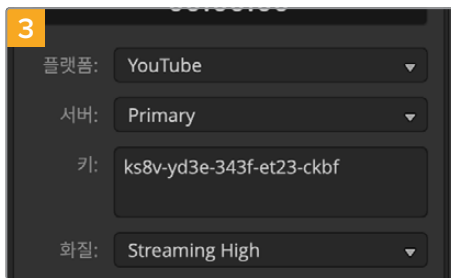 3
플랫폼: YouTube
서버: Primary
키: ks8v-yd3e-343f-et23-ckbf
화질: Streaming High